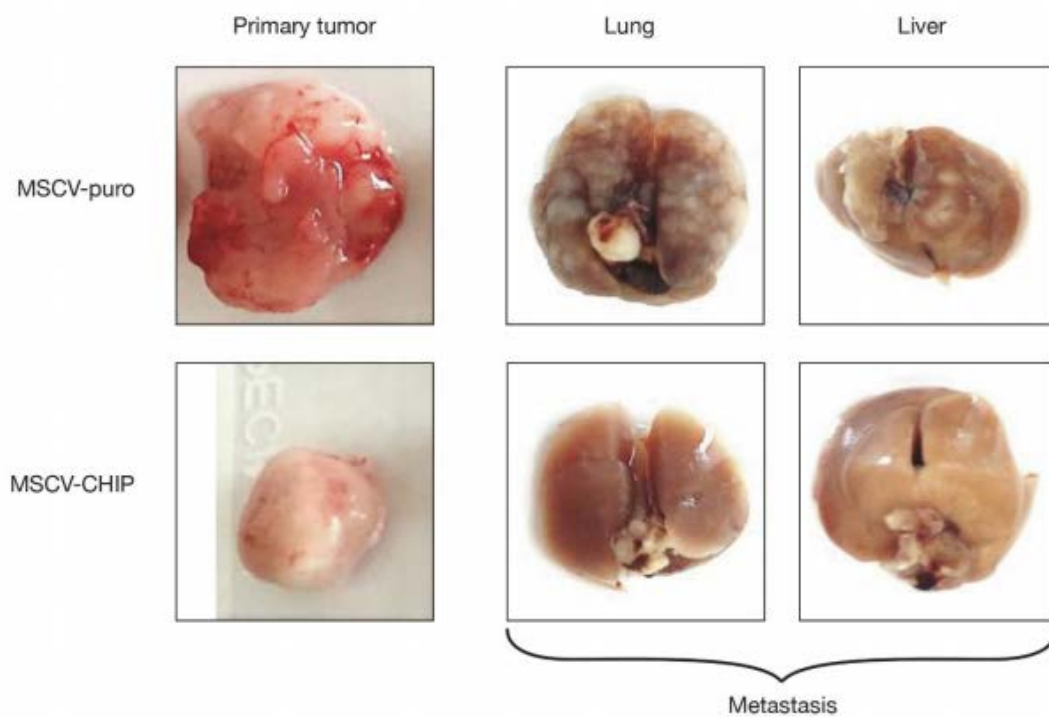 Primary tumor
Lung
Liver
MSCV-puro
MSCV-CHIP
Metastasis